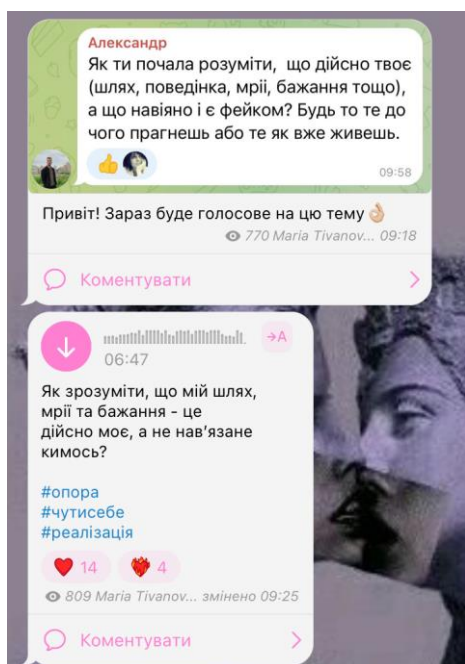 Александр
Як ти почала розуміти, що дійсно твоє
(шлях, поведінка, мрії, бажання тощо),
а що навіяно і є фейком? Будь то те до
чого прагнешь або те як вже живешь.
09:58
Привіт! Зараз буде голосове на цю тему👌🏻
770 Maria Tivanov... 09:18
Коментувати
→A
06:47
Як зрозуміти, що мій шлях,
мрії та бажання - це
дійсно моє, а не нав’язане
кимось?
#опора
#чутисебе
#реалізація
14 4
809 Maria Tivanov... змінено 09:25
Коментувати